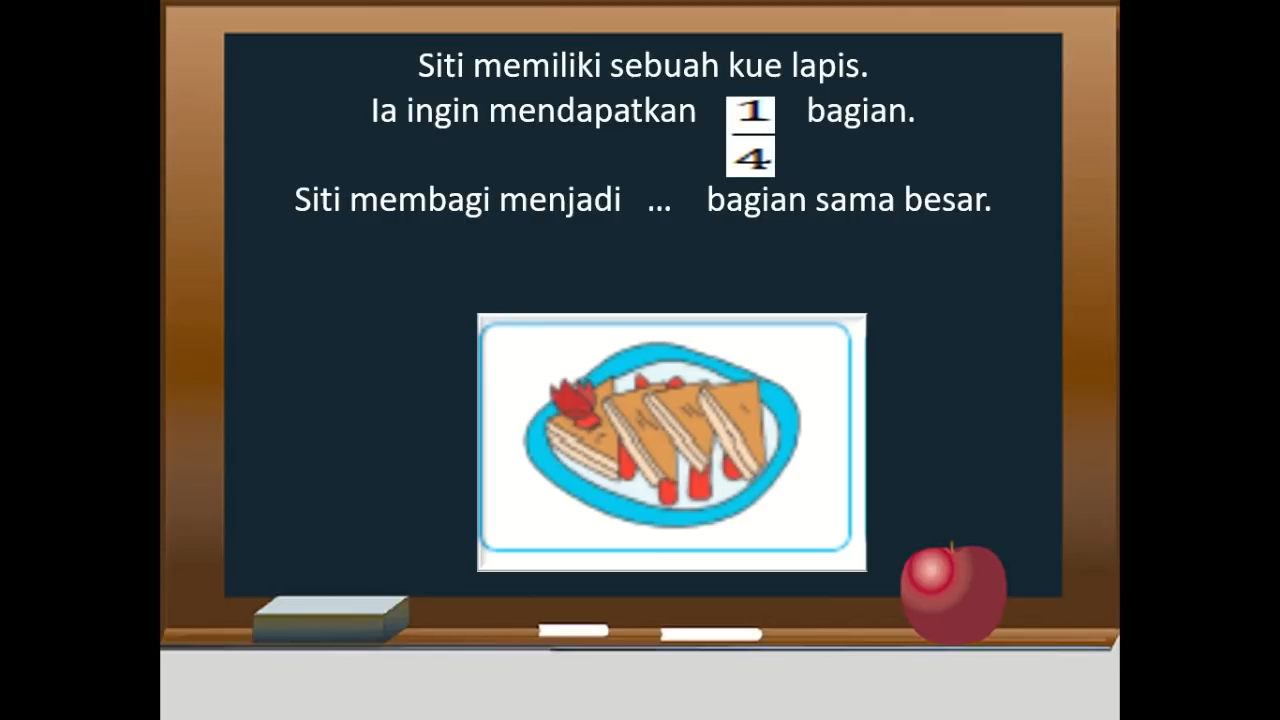 Siti memiliki sebuah kue lapis.
Ia ingin mendapatkan 1/4 bagian.
Siti membagi menjadi ... bagian sama besar.